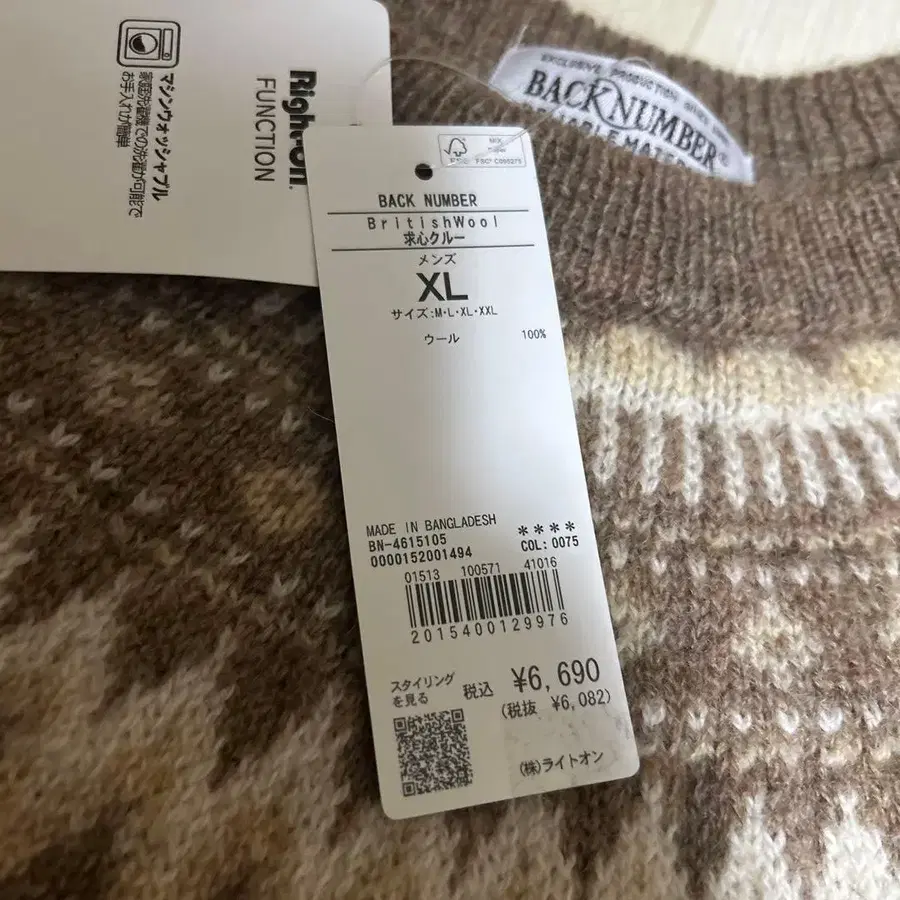 Right-on
FUNCTION
マシンウォッシャブル
家庭洗濯機での洗濯が可能で
お手入れが簡単
EXCLUSIVE PRODUCTION
BACK NUMBER®
FSC® C095275
BACK NUMBER
BritishWool
求心クルー
メンズ
XL
サイズ:M・L・XL・XXL
ウール 100%
MADE IN BANGLADESH
BN-4615105 ****
0000152001494 COL:0075
01513 100571 41016
2015400129976
スタイリング
を見る
税込 ¥6,690
(税抜 ¥6,082)
(株)ライトオン